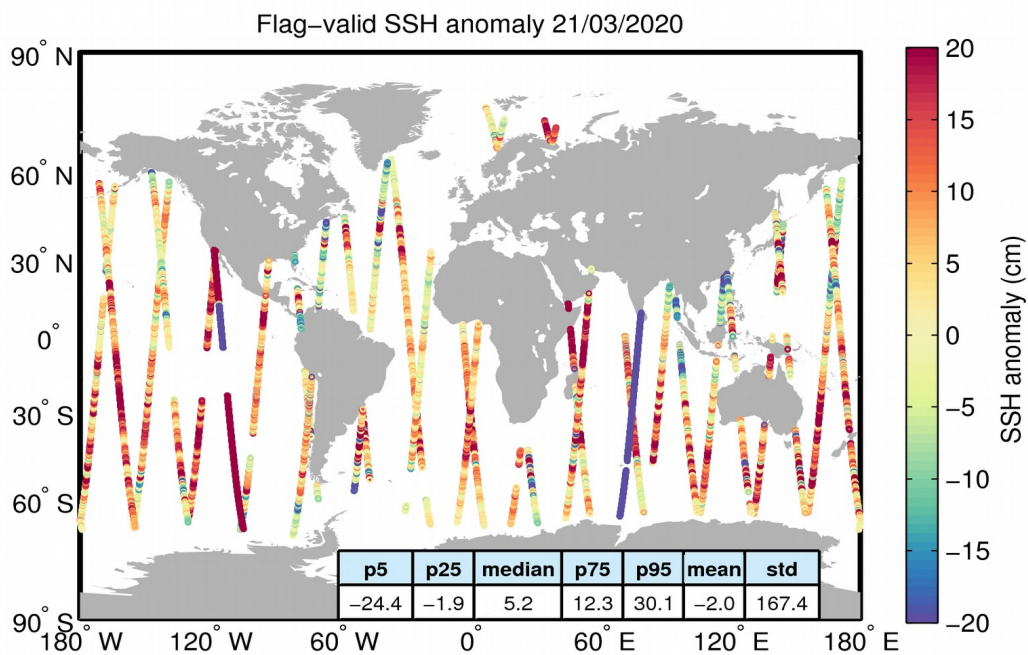 Flag−valid SSH anomaly 21/03/2020
90° N
60° N
30° N
0°
30° S
60° S
90° S
180° W 120° W 60° W 0° 60° E 120° E 180° E
p5 p25 median p75 p95 mean std
−24.4 −1.9 5.2 12.3 30.1 −2.0 167.4
20
15
10
5
0
−5
−10
−15
−20
SSH anomaly (cm)